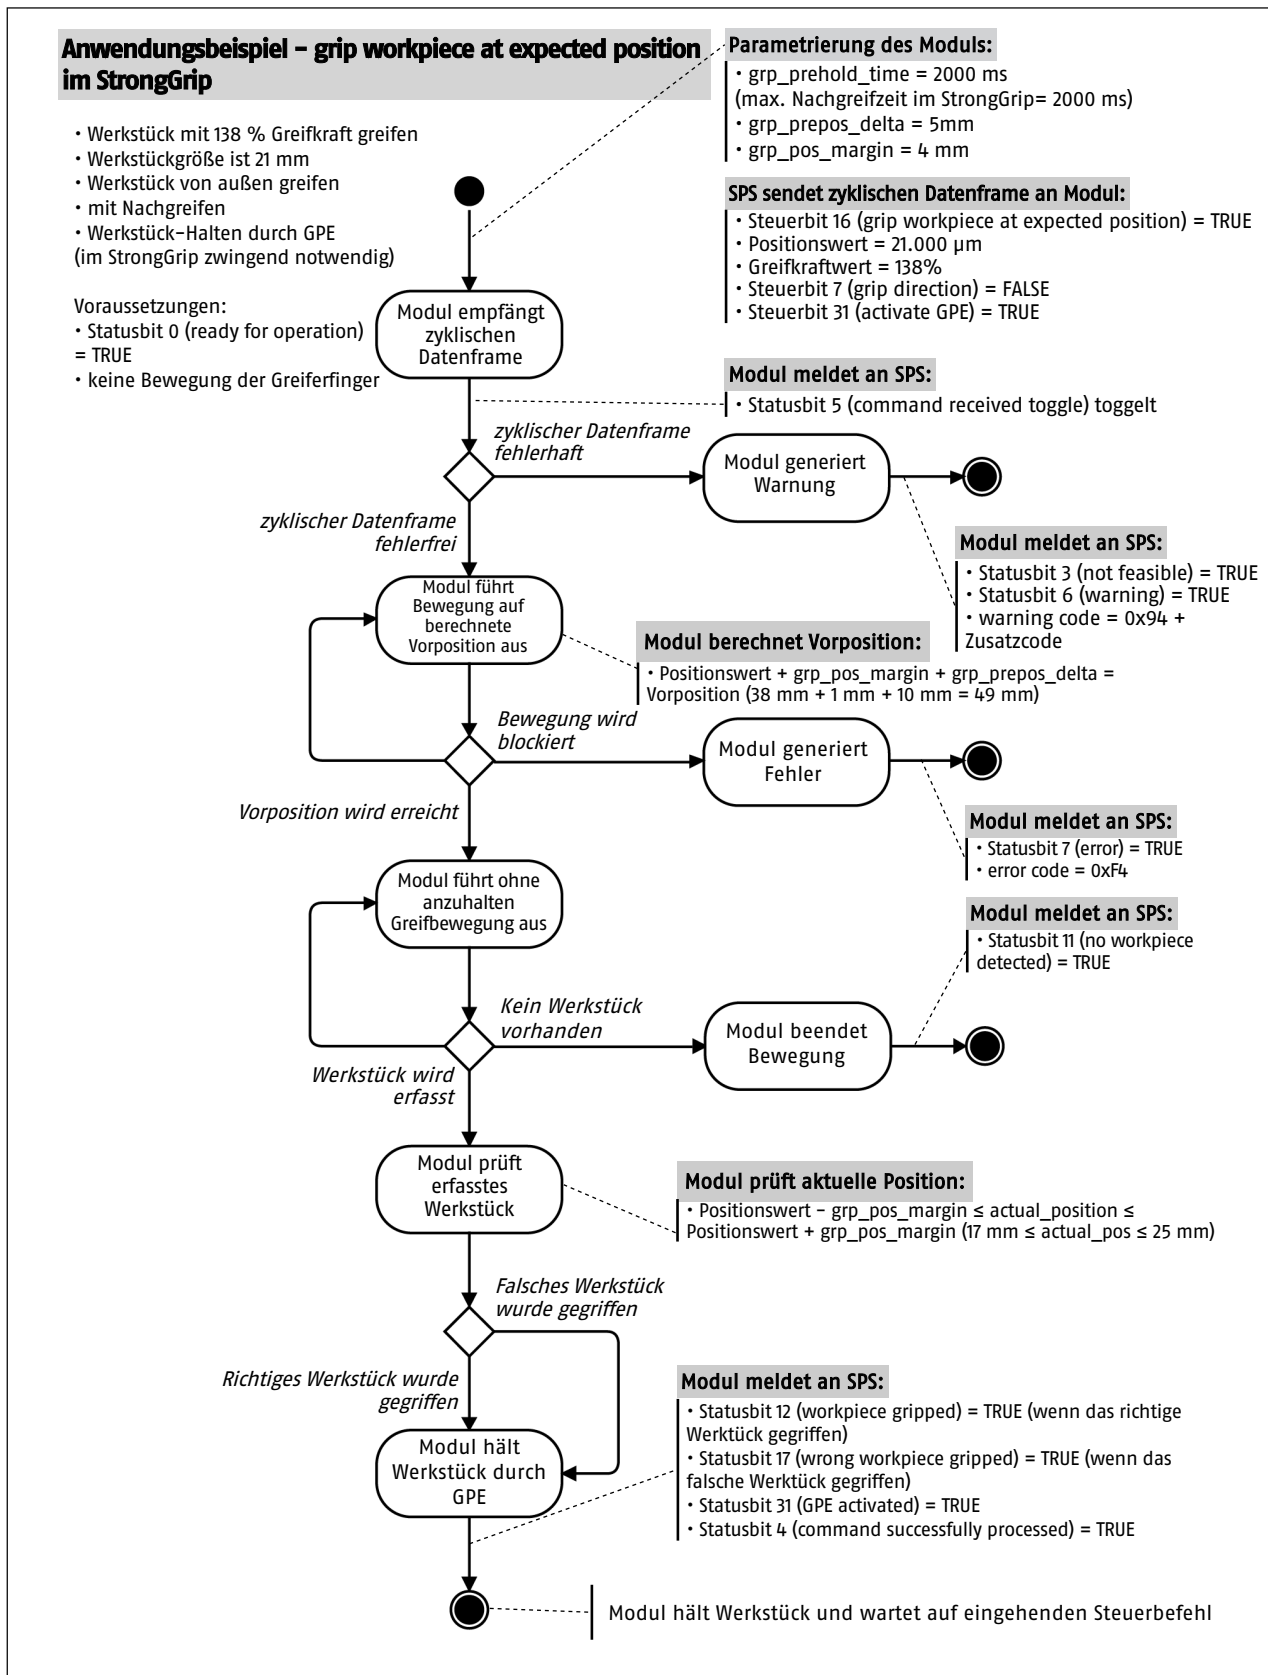 Anwendungsbeispiel – grip workpiece at expected position
im StrongGrip
• Werkstück mit 138 % Greifkraft greifen
• Werkstückgröße ist 21 mm
• Werkstück von außen greifen
• mit Nachgreifen
• Werkstück-Halten durch GPE
(im StrongGrip zwingend notwendig)
Voraussetzungen:
• Statusbit 0 (ready for operation)
= TRUE
• keine Bewegung der Greiferfinger
Parametrierung des Moduls:
• grp_prehold_time = 2000 ms
(max. Nachgreifzeit im StrongGrip= 2000 ms)
• grp_prepos_delta = 5mm
• grp_pos_margin = 4 mm
SPS sendet zyklischen Datenframe an Modul:
• Steuerbit 16 (grip workpiece at expected position) = TRUE
• Positionswert = 21.000 µm
• Greifkraftwert = 138%
• Steuerbit 7 (grip direction) = FALSE
• Steuerbit 31 (activate GPE) = TRUE
Modul empfängt
zyklischen
Datenframe
Modul meldet an SPS:
• Statusbit 5 (command received toggle) toggelt
zyklischer Datenframe
fehlerhaft
Modul generiert
Warnung
zyklischer Datenframe
fehlerfrei
Modul meldet an SPS:
• Statusbit 3 (not feasible) = TRUE
• Statusbit 6 (warning) = TRUE
• warning code = 0x94 +
Zusatzcode
Modul führt
Bewegung auf
berechnete
Vorposition aus
Modul berechnet Vorposition:
• Positionswert + grp_pos_margin + grp_prepos_delta =
Vorposition (38 mm + 1 mm + 10 mm = 49 mm)
Bewegung wird
blockiert
Modul generiert
Fehler
Vorposition wird erreicht
Modul meldet an SPS:
• Statusbit 7 (error) = TRUE
• error code = 0xF4
Modul führt ohne
anzuhalten
Greifbewegung aus
Modul meldet an SPS:
• Statusbit 11 (no workpiece
detected) = TRUE
Kein Werkstück
vorhanden
Modul beendet
Bewegung
Werkstück wird
erfasst
Modul prüft
erfasstes
Werkstück
Modul prüft aktuelle Position:
• Positionswert – grp_pos_margin ≤ actual_position ≤
Positionswert + grp_pos_margin (17 mm ≤ actual_pos ≤ 25 mm)
Falsches Werkstück
wurde gegriffen
Richtiges Werkstück wurde
gegriffen
Modul hält
Werkstück durch
GPE
Modul meldet an SPS:
• Statusbit 12 (workpiece gripped) = TRUE (wenn das richtige
Werktück gegriffen)
• Statusbit 17 (wrong workpiece gripped) = TRUE (wenn das
falsche Werktück gegriffen)
• Statusbit 31 (GPE activated) = TRUE
• Statusbit 4 (command successfully processed) = TRUE
Modul hält Werkstück und wartet auf eingehenden Steuerbefehl